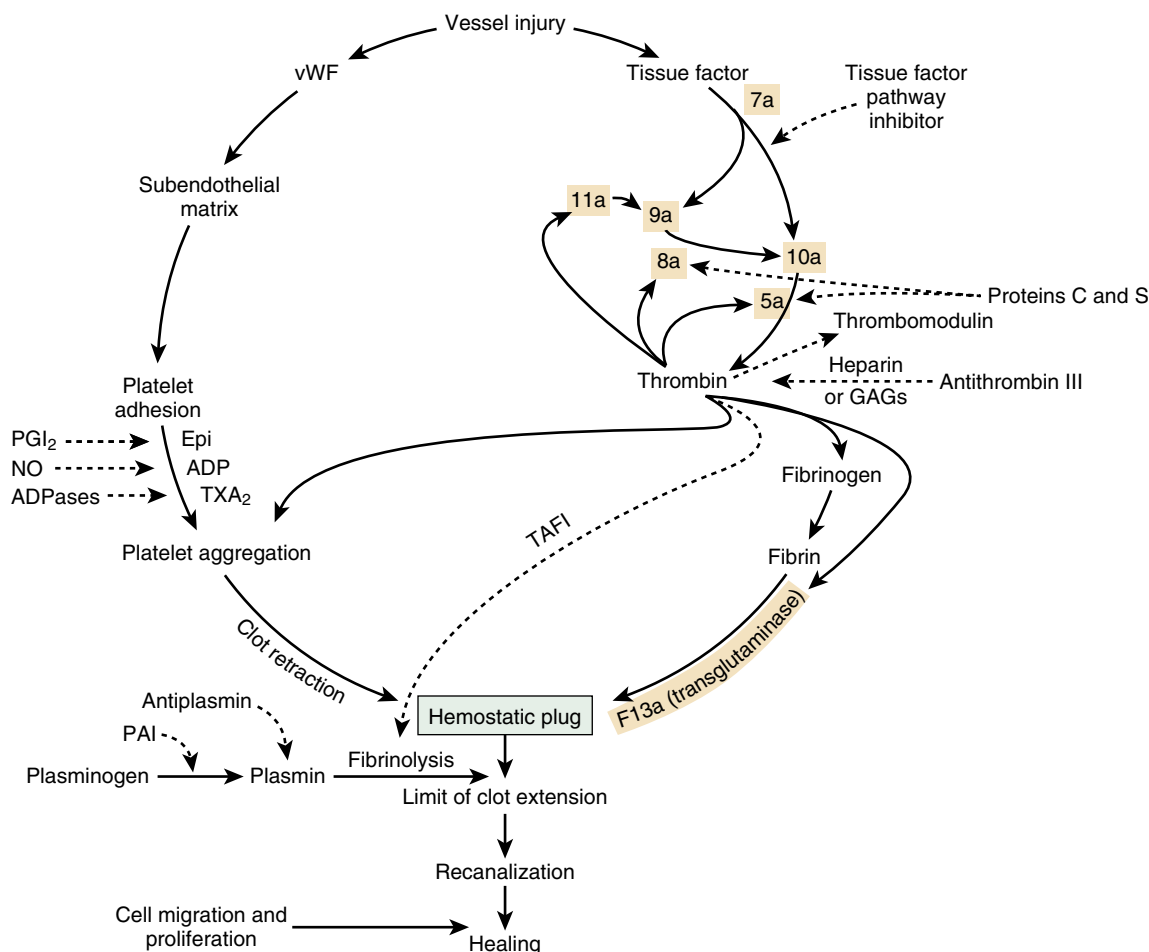 Vessel injury
vWF
Tissue factor
Tissue factor
pathway
inhibitor
7a
Subendothelial
matrix
11a
9a
8a
10a
5a
Proteins C and S
Thrombomodulin
Thrombin
Heparin
or GAGs
Antithrombin III
Platelet
adhesion
PGI₂
Epi
NO
ADP
ADPases
TXA₂
Platelet aggregation
Fibrinogen
TAFI
Fibrin
Clot retraction
F13a (transglutaminase)
Hemostatic plug
Antiplasmin
PAI
Plasminogen
Plasmin
Fibrinolysis
Limit of clot extension
Recanalization
Cell migration and
proliferation
Healing